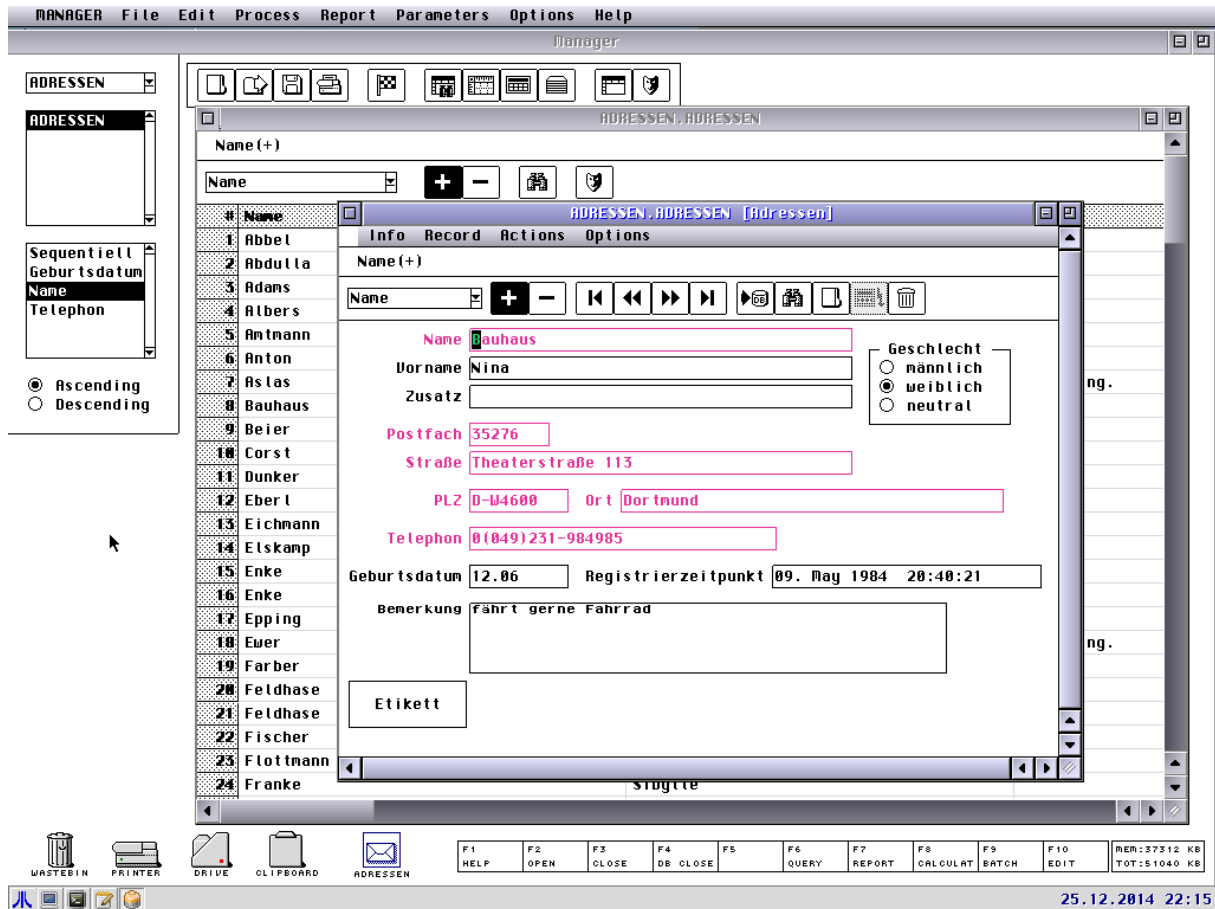 MANAGER File Edit Process Report Parameters Options Help
Manager
ADRESSEN
ADRESSEN
Sequentiell
Geburtsdatum
Name
Telephon
Ascending
Descending
ADRESSEN.ADRESSEN
Name(+)
Name
# Name
1 Abbel
2 Abdulla
3 Adams
4 Albers
5 Amtmann
6 Anton
7 Aslas ng.
8 Bauhaus
9 Beier
10 Corst
11 Dunker
12 Eberl
13 Eichmann
14 Elskamp
15 Enke
16 Enke
17 Epping
18 Ewer ng.
19 Farber
20 Feldhase
21 Feldhase
22 Fischer
23 Flottmann
24 Franke Sibylle
ADRESSEN.ADRESSEN [Adressen]
Info Record Actions Options
Name(+)
Name
DB
Name Bauhaus
Vorname Nina
Zusatz
Geschlecht
männlich
weiblich
neutral
Postfach 35276
Straße Theaterstraße 113
PLZ D-W4600 Ort Dortmund
Telephon 0(049)231-984985
Geburtsdatum 12.06 Registrierzeitpunkt 09. May 1984 20:40:21
Bemerkung fährt gerne Fahrrad
Etikett
WASTEBIN PRINTER DRIVE CLIPBOARD ADRESSEN
F1 F2 F3 F4 F5 F6 F7 F8 F9 F10
HELP OPEN CLOSE DB CLOSE QUERY REPORT CALCULAT BATCH EDIT
MEM:37312 KB
TOT:51040 KB
25.12.2014 22:15